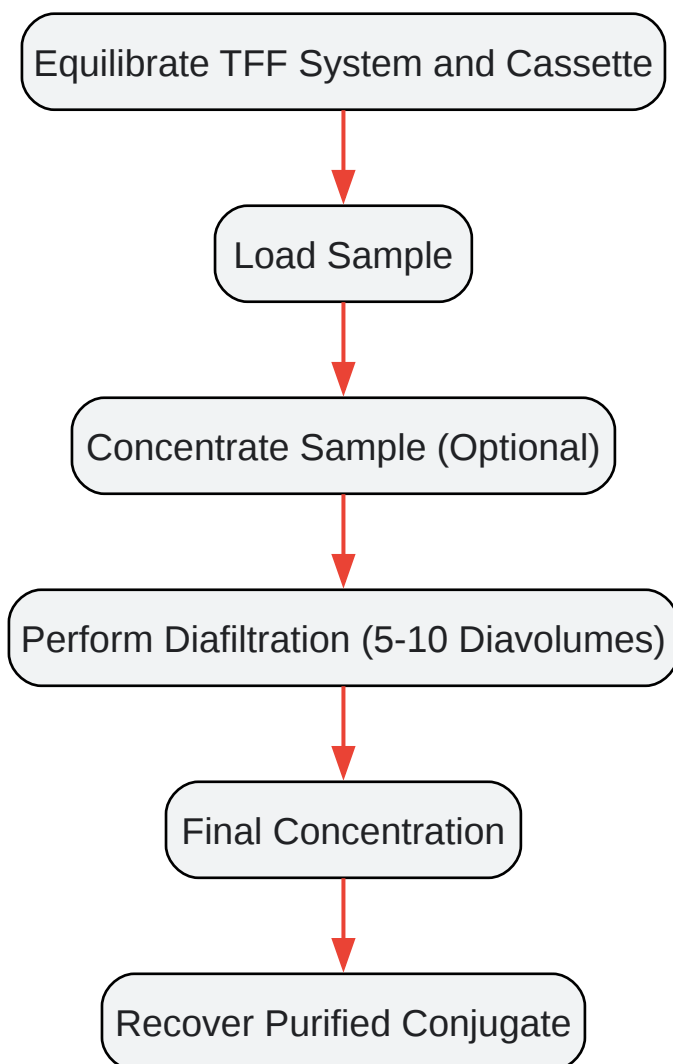 Equilibrate TFF System and Cassette
Load Sample
Concentrate Sample (Optional)
Perform Diafiltration (5-10 Diavolumes)
Final Concentration
Recover Purified Conjugate